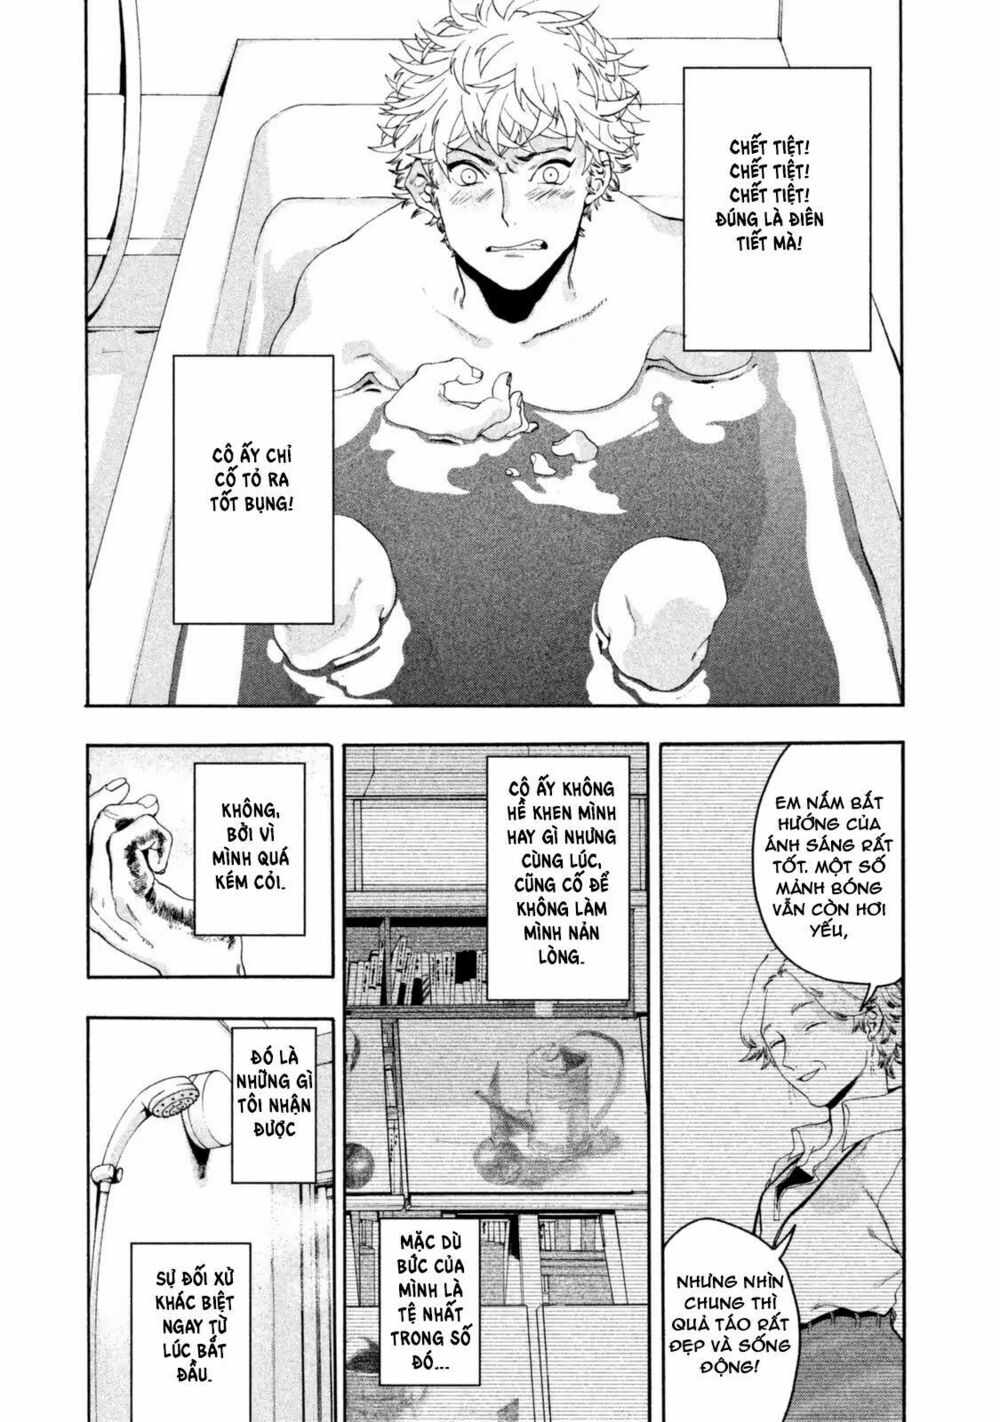 CHẾT TIỆT!
CHẾT TIỆT!
CHẾT TIỆT!
ĐÚNG LÀ ĐIÊN
TIẾT MÀ!
CÔ ẤY CHỈ
CỐ TỎ RA
TỐT BỤNG!
EM NẮM BẮT
HƯỚNG CỦA
ÁNH SÁNG RẤT
TỐT. MỘT SỐ
MẢNH BÓNG
VẪN CÒN HƠI
YẾU,
NHƯNG NHÌN
CHUNG THÌ
QUẢ TÁO RẤT
ĐẸP VÀ SỐNG
ĐỘNG!
CÔ ẤY KHÔNG
HỀ KHEN MÌNH
HAY GÌ NHƯNG
CÙNG LÚC,
CŨNG CỐ ĐỂ
KHÔNG LÀM
MÌNH NẢN
LÒNG.
MẶC DÙ
BỨC CỦA
MÌNH LÀ
TỆ NHẤT
TRONG SỐ
ĐÓ...
KHÔNG,
BỞI VÌ
MÌNH QUÁ
KÉM CỎI.
ĐÓ LÀ
NHỮNG GÌ
TÔI NHẬN
ĐƯỢC
SỰ ĐỐI XỬ
KHÁC BIỆT
NGAY TỪ
LÚC BẮT
ĐẦU.